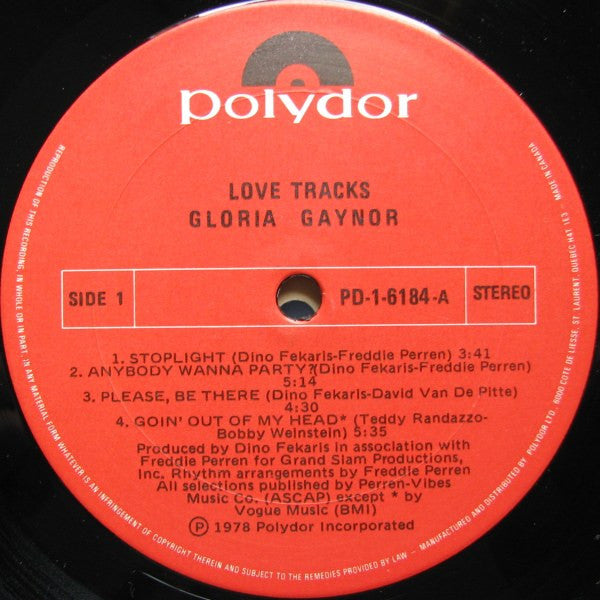 polydor
LOVE TRACKS
GLORIA GAYNOR
SIDE 1
PD-1-6184-A
STEREO
1. STOPLIGHT (Dino Fekaris-Freddie Perren) 3:41
2. ANYBODY WANNA PARTY? (Dino Fekaris-Freddie Perren)
5:14
3. PLEASE, BE THERE (Dino Fekaris-David Van De Pitte)
4:30
4. GOIN' OUT OF MY HEAD* (Teddy Randazzo-
Bobby Weinstein) 5:35
Produced by Dino Fekaris in association with
Freddie Perren for Grand Slam Productions,
Inc. Rhythm arrangements by Freddie Perren
All selections published by Perren-Vibes
Music Co. (ASCAP) except * by
Vogue Music (BMI)
℗ 1978 Polydor Incorporated
REPRODUCTION OF THIS RECORDING, IN WHOLE OR IN PART, IN ANY MATERIAL FORM WHATEVER IS AN INFRINGEMENT OF COPYRIGHT THEREIN AND SUBJECT TO THE REMEDIES PROVIDED BY LAW – MANUFACTURED AND DISTRIBUTED BY POLYDOR LTD., 6000 COTE DE LIESSE, ST. LAURENT, QUEBEC H4T 1E3 – MADE IN CANADA